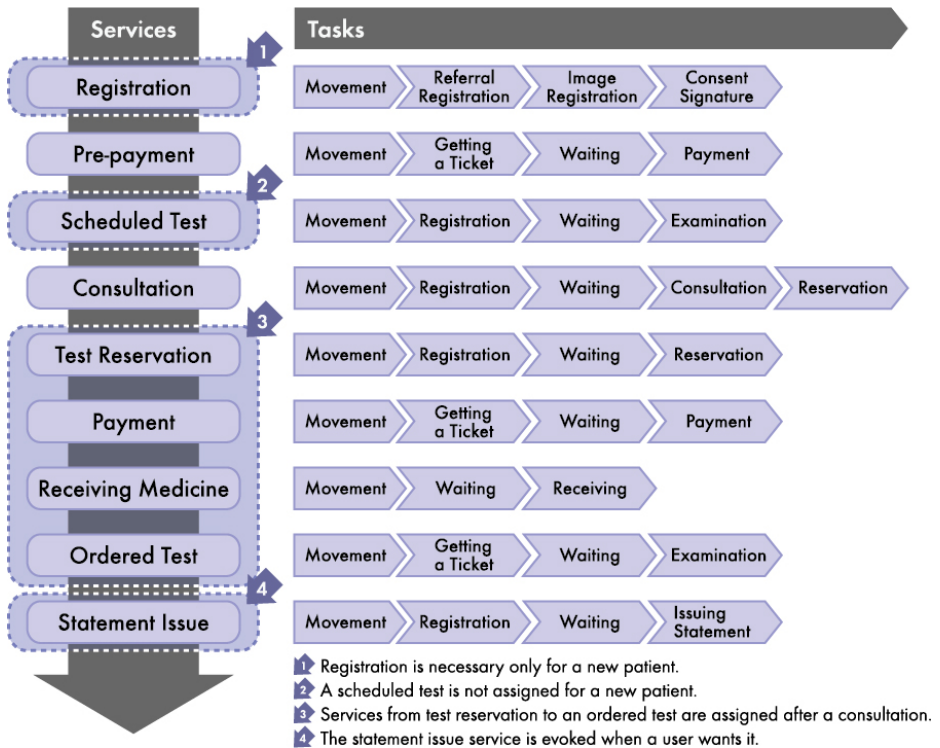 Services
Tasks
1
Registration
Movement
Referral
Registration
Image
Registration
Consent
Signature
Pre-payment
Movement
Getting
a Ticket
Waiting
Payment
2
Scheduled Test
Movement
Registration
Waiting
Examination
Consultation
Movement
Registration
Waiting
Consultation
Reservation
3
Test Reservation
Movement
Registration
Waiting
Reservation
Payment
Movement
Getting
a Ticket
Waiting
Payment
Receiving Medicine
Movement
Waiting
Receiving
Ordered Test
Movement
Getting
a Ticket
Waiting
Examination
4
Statement Issue
Movement
Registration
Waiting
Issuing
Statement
1 Registration is necessary only for a new patient.
2 A scheduled test is not assigned for a new patient.
3 Services from test reservation to an ordered test are assigned after a consultation.
4 The statement issue service is evoked when a user wants it.